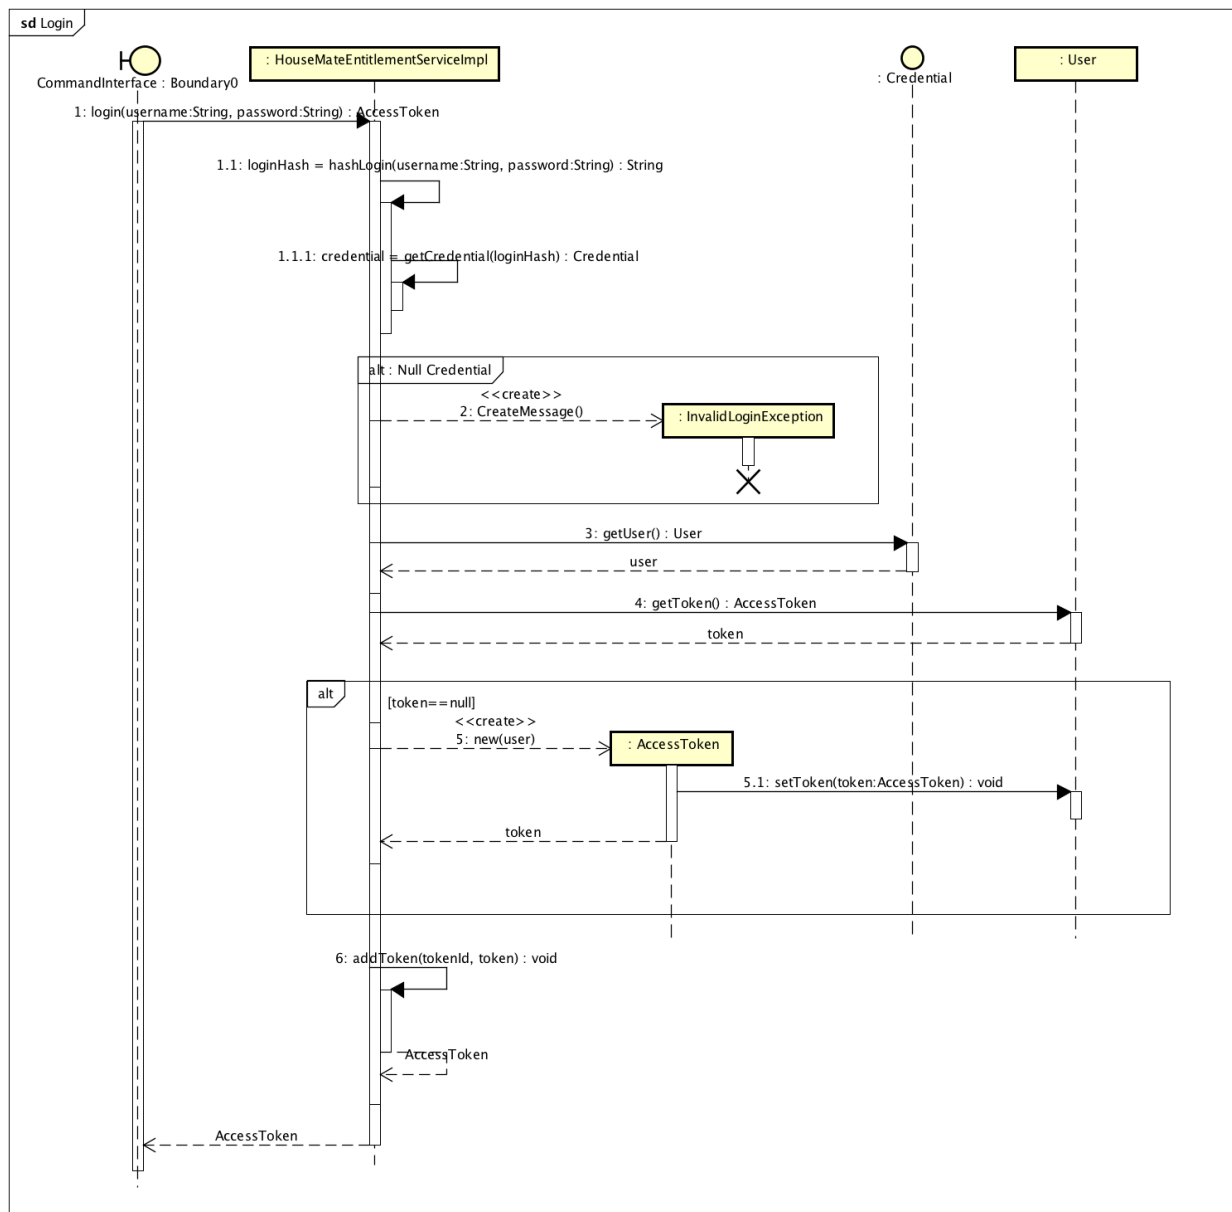 sd Login
CommandInterface : Boundary0
: HouseMateEntitlementServiceImpl
: Credential
: User
1: login(username:String, password:String) : AccessToken
1.1: loginHash = hashLogin(username:String, password:String) : String
1.1.1: credential = getCredential(loginHash) : Credential
alt : Null Credential
<<create>>
2: CreateMessage()
: InvalidLoginException
3: getUser() : User
user
4: getToken() : AccessToken
token
alt
[token==null]
<<create>>
5: new(user)
: AccessToken
5.1: setToken(token:AccessToken) : void
token
6: addToken(tokenId, token) : void
AccessToken
AccessToken